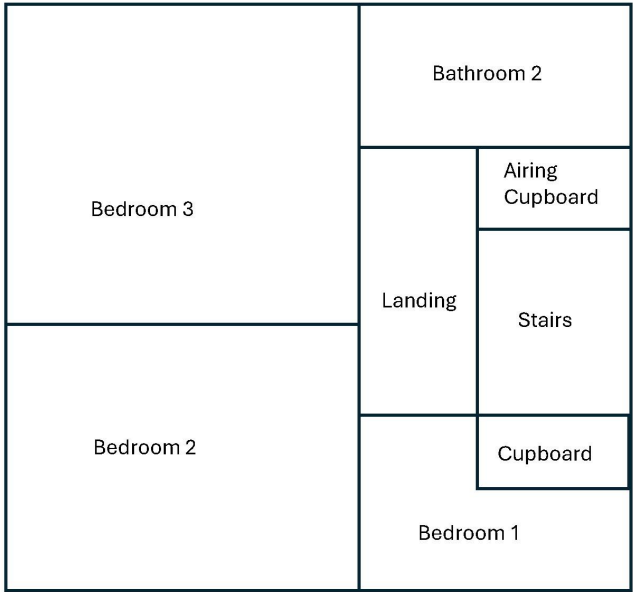 Bathroom 2
Airing
Cupboard
Bedroom 3
Landing
Stairs
Bedroom 2
Cupboard
Bedroom 1